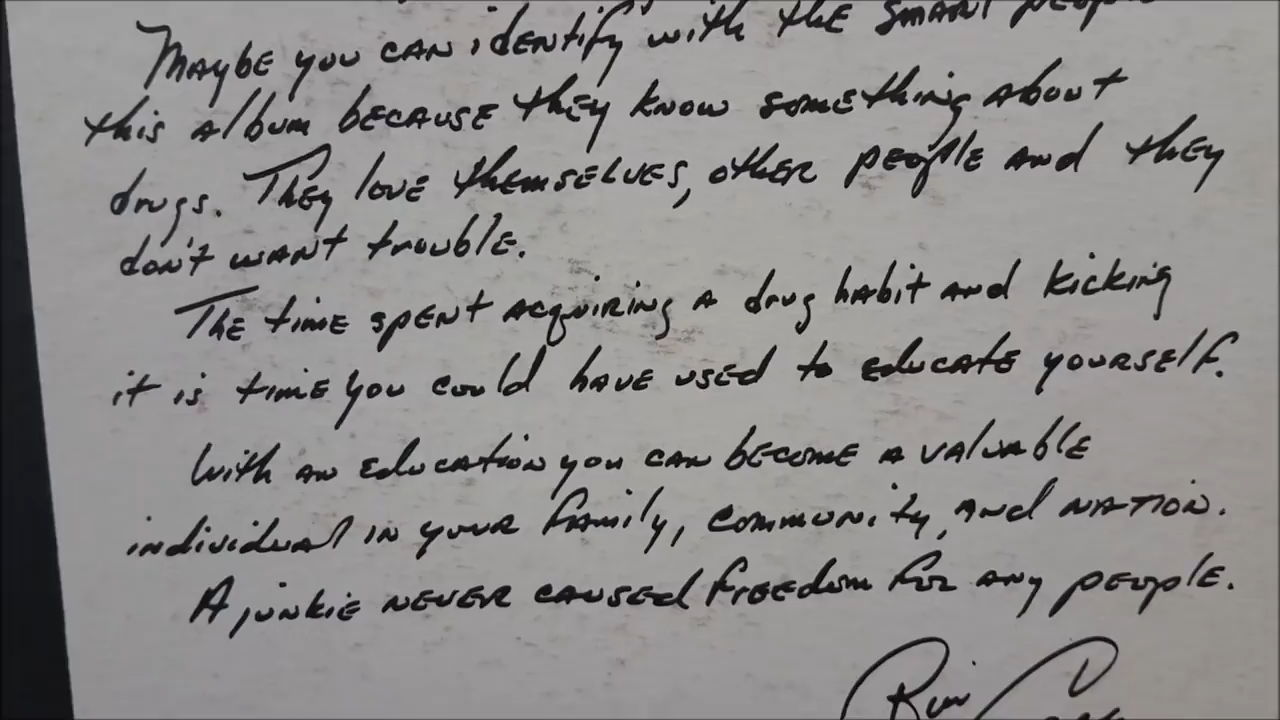 Maybe you can identify with the smart people
this album because they know something about
drugs. They love themselves, other people and they
don't want trouble.
The time spent acquiring a drug habit and kicking
it is time you could have used to educate yourself.
With an education you can become a valuable
individual in your family, community, and nation.
A junkie never caused freedom for any people.